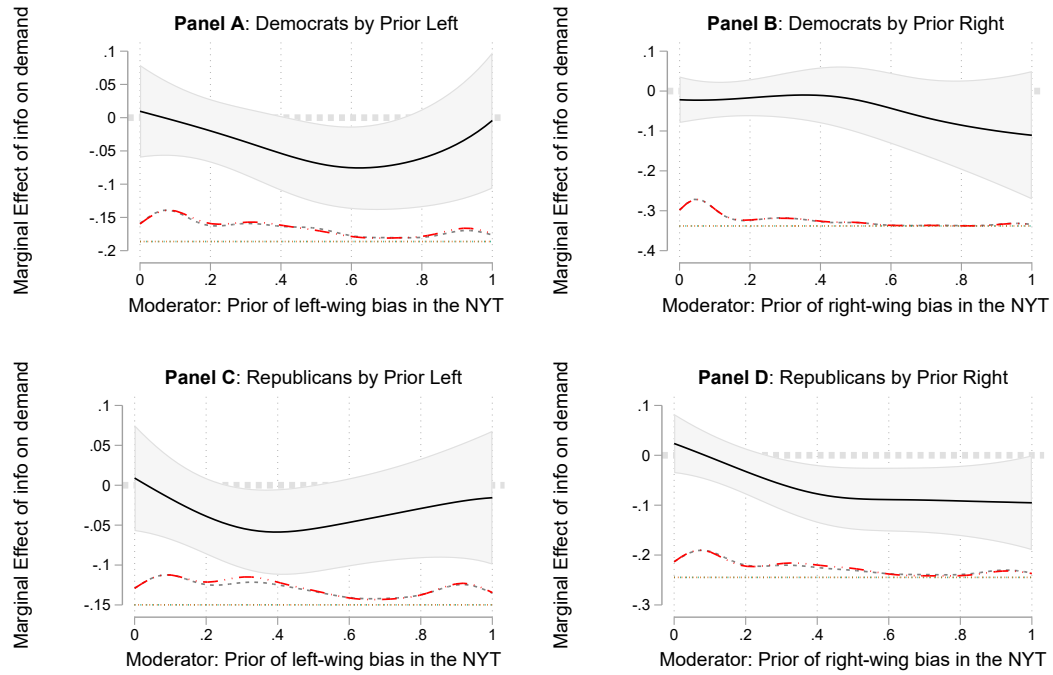 Panel A: Democrats by Prior Left
Marginal Effect of info on demand
.1
.05
0
-.05
-.1
-.15
-.2
0 .2 .4 .6 .8 1
Moderator: Prior of left-wing bias in the NYT
Panel B: Democrats by Prior Right
Marginal Effect of info on demand
.1
0
-.1
-.2
-.3
-.4
0 .2 .4 .6 .8 1
Moderator: Prior of right-wing bias in the NYT
Panel C: Republicans by Prior Left
Marginal Effect of info on demand
.1
.05
0
-.05
-.1
-.15
0 .2 .4 .6 .8 1
Moderator: Prior of left-wing bias in the NYT
Panel D: Republicans by Prior Right
Marginal Effect of info on demand
.1
0
-.1
-.2
-.3
0 .2 .4 .6 .8 1
Moderator: Prior of right-wing bias in the NYT